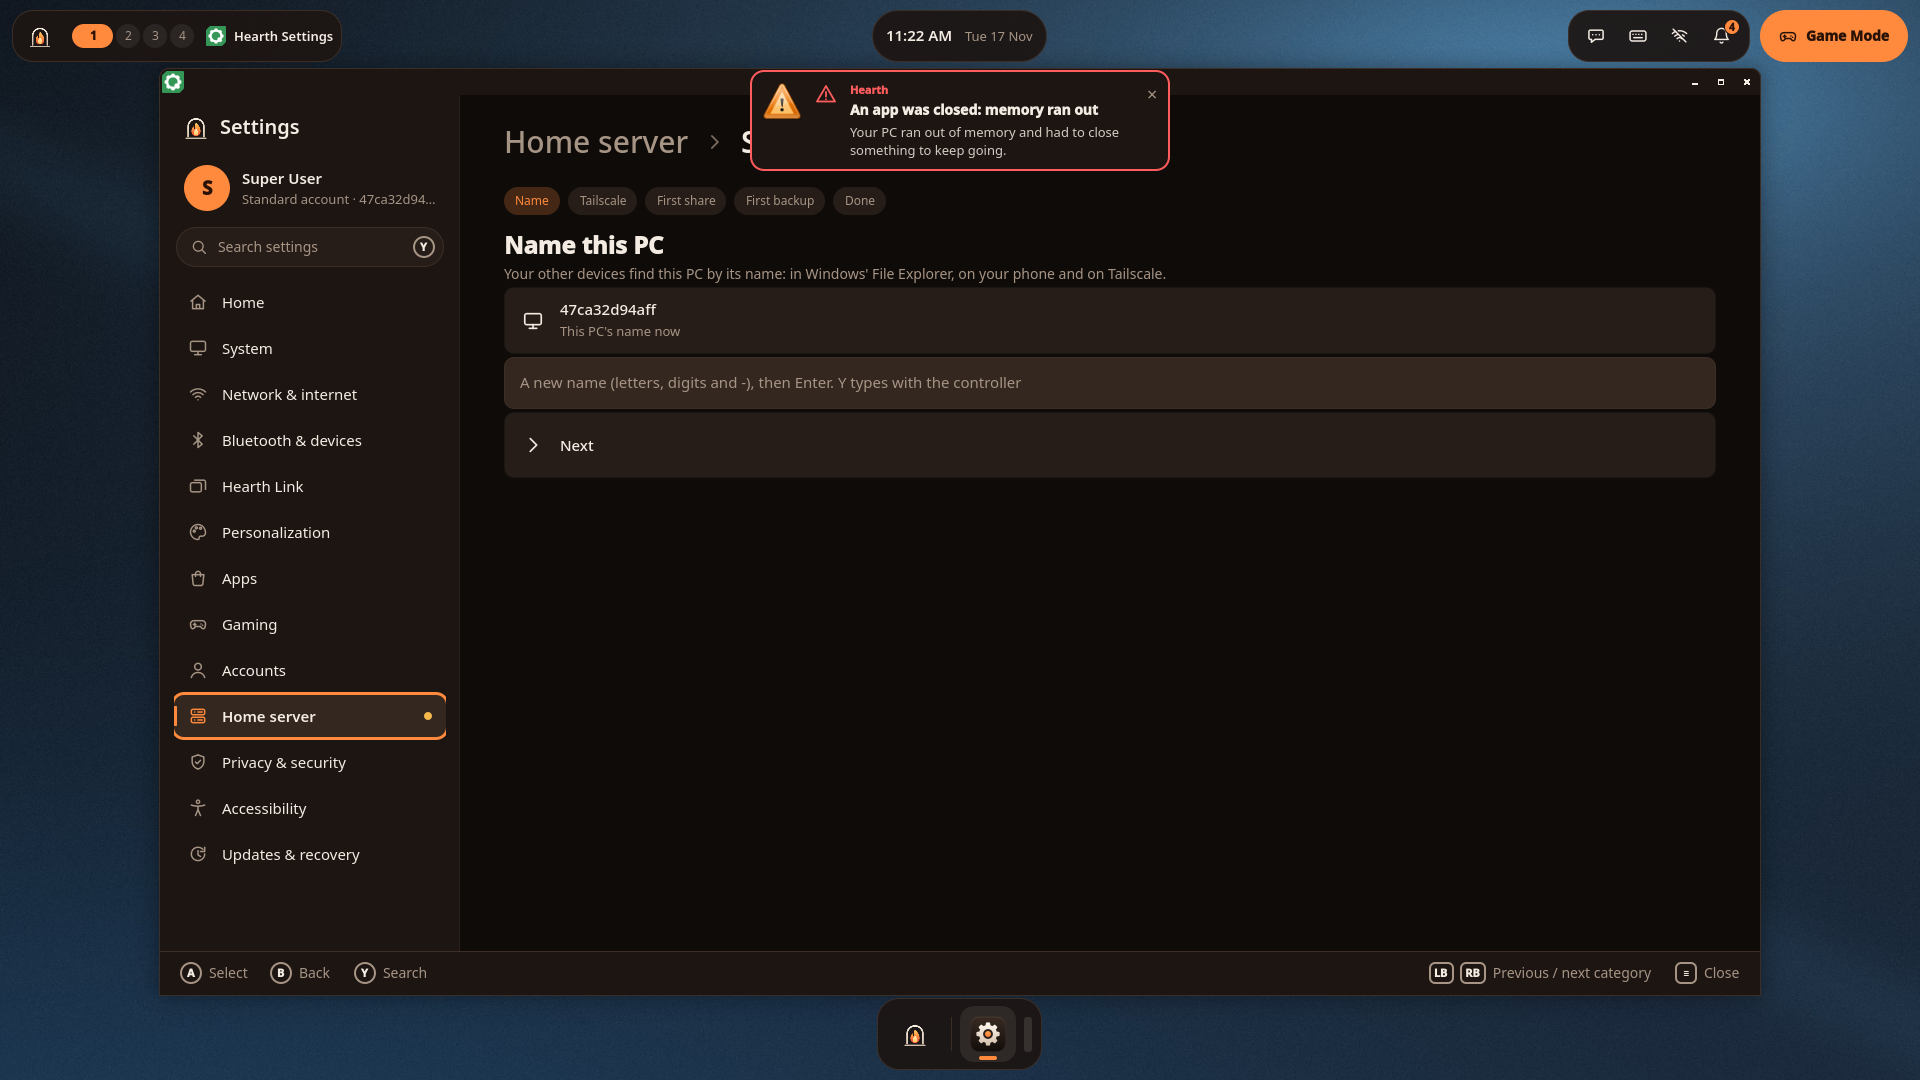 1 2 3 4 Hearth Settings
11:22 AM Tue 17 Nov
4
Game Mode
Hearth
An app was closed: memory ran out
Your PC ran out of memory and had to close
something to keep going.
Settings
Super User
Standard account · 47ca32d94...
Search settings Y
Home
System
Network & internet
Bluetooth & devices
Hearth Link
Personalization
Apps
Gaming
Accounts
Home server
Privacy & security
Accessibility
Updates & recovery
Home server
Name Tailscale First share First backup Done
Name this PC
Your other devices find this PC by its name: in Windows' File Explorer, on your phone and on Tailscale.
47ca32d94aff
This PC's name now
A new name (letters, digits and -), then Enter. Y types with the controller
Next
A Select B Back Y Search
LB RB Previous / next category Close